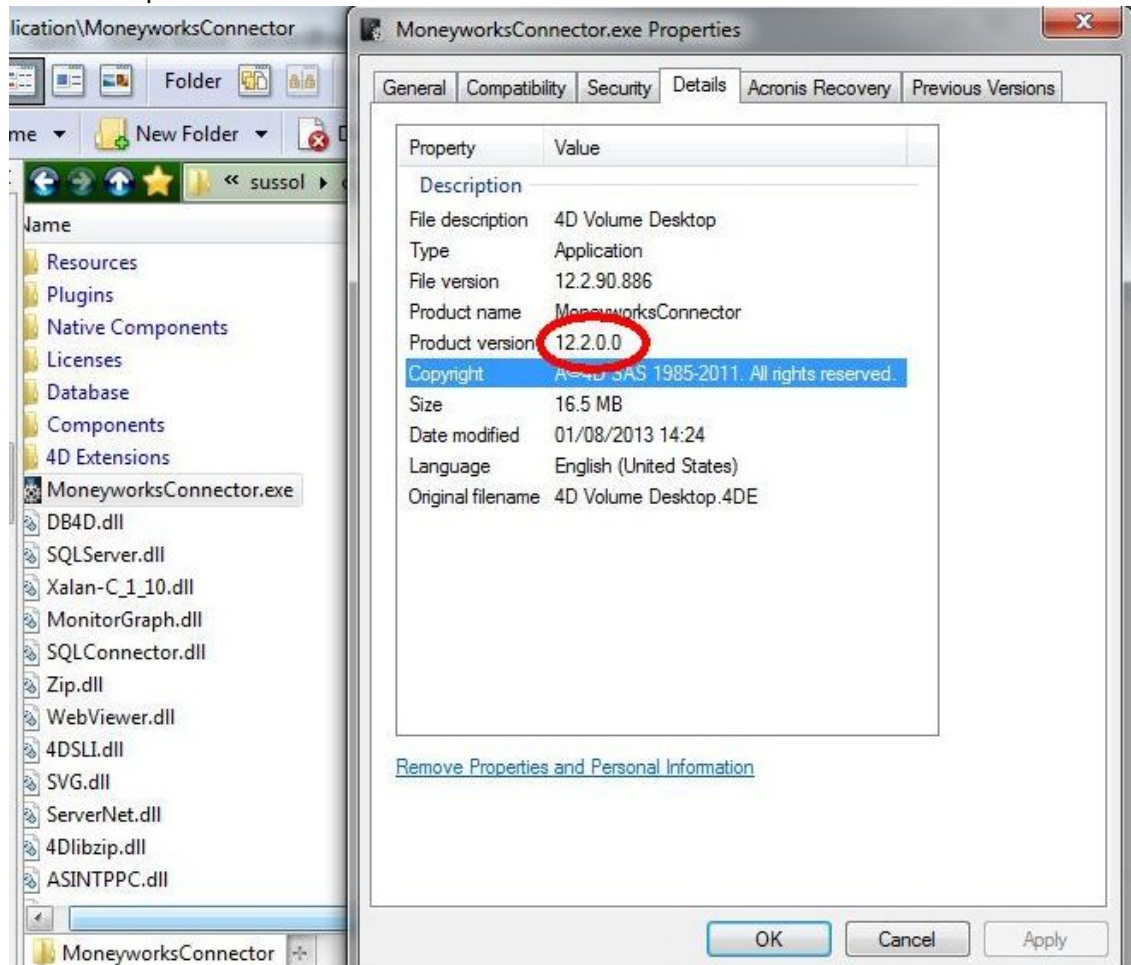 lication\MoneyworksConnector
Folder
me
New Folder
« sussol
Name
Resources
Plugins
Native Components
Licenses
Database
Components
4D Extensions
MoneyworksConnector.exe
DB4D.dll
SQLServer.dll
Xalan-C_1_10.dll
MonitorGraph.dll
SQLConnector.dll
Zip.dll
WebViewer.dll
4DSLI.dll
SVG.dll
ServerNet.dll
4Dlibzip.dll
ASINTPPC.dll
MoneyworksConnector
MoneyworksConnector.exe Properties
General Compatibility Security Details Acronis Recovery Previous Versions
Property Value
Description
File description 4D Volume Desktop
Type Application
File version 12.2.90.886
Product name MoneyworksConnector
Product version 12.2.0.0
Copyright 4D SAS 1985-2011. All rights reserved.
Size 16.5 MB
Date modified 01/08/2013 14:24
Language English (United States)
Original filename 4D Volume Desktop.4DE
Remove Properties and Personal Information
OK Cancel Apply